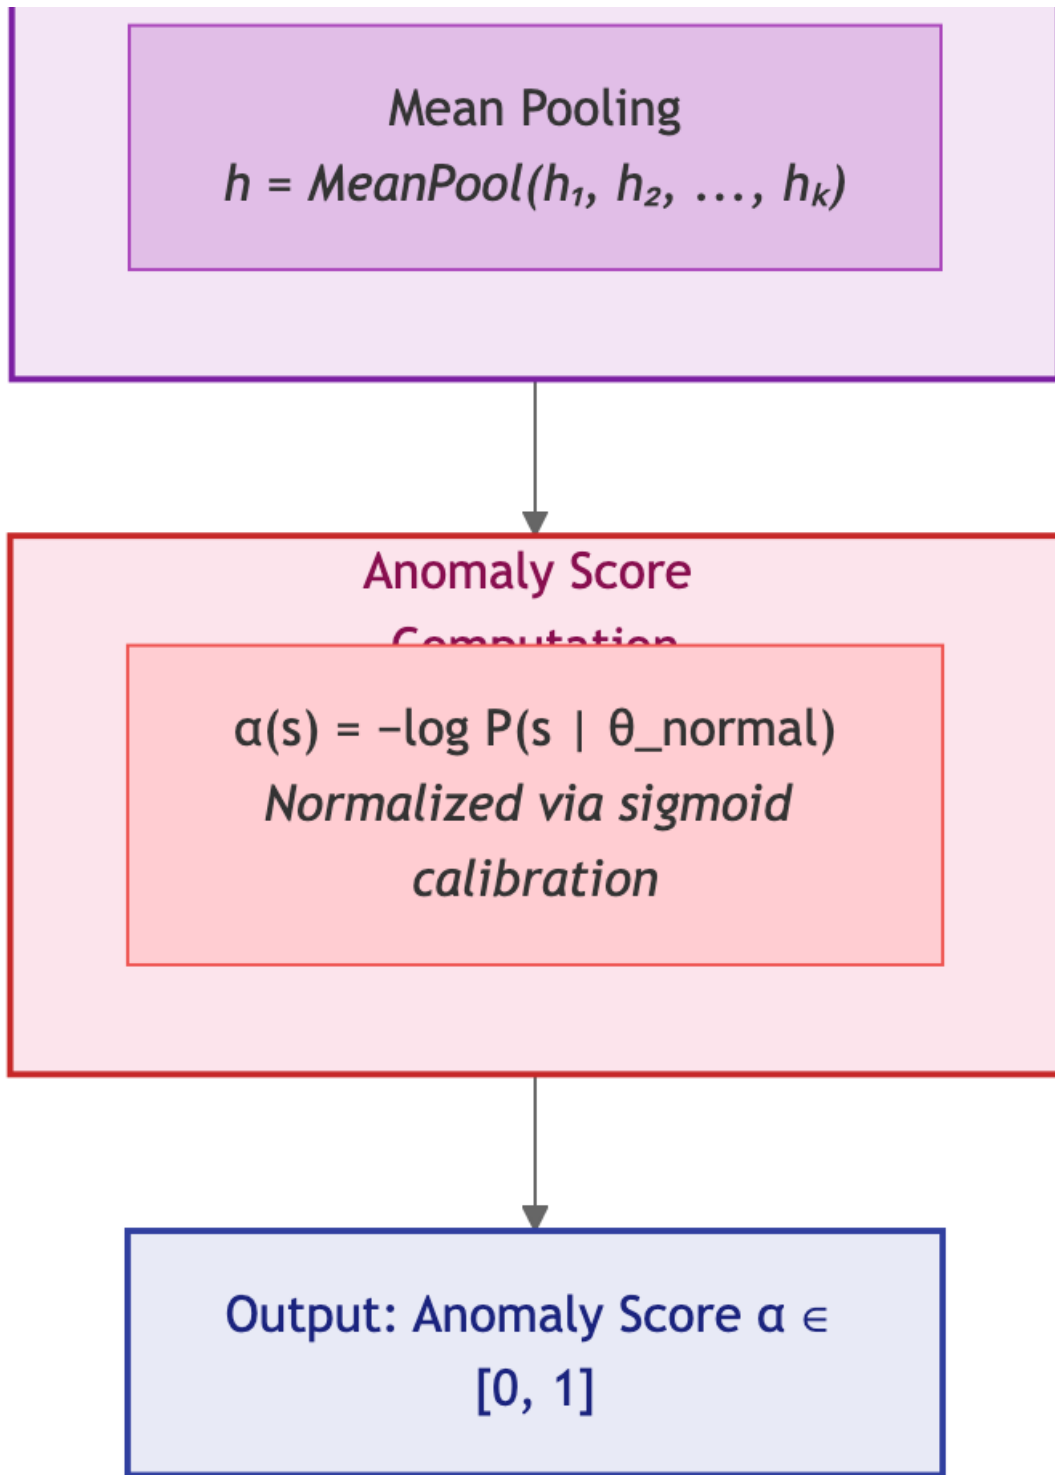 Mean Pooling
h = MeanPool(h₁, h₂, ..., hₖ)
Anomaly Score
Computation
α(s) = −log P(s | θ_normal)
Normalized via sigmoid
calibration
Output: Anomaly Score α ∈
[0, 1]